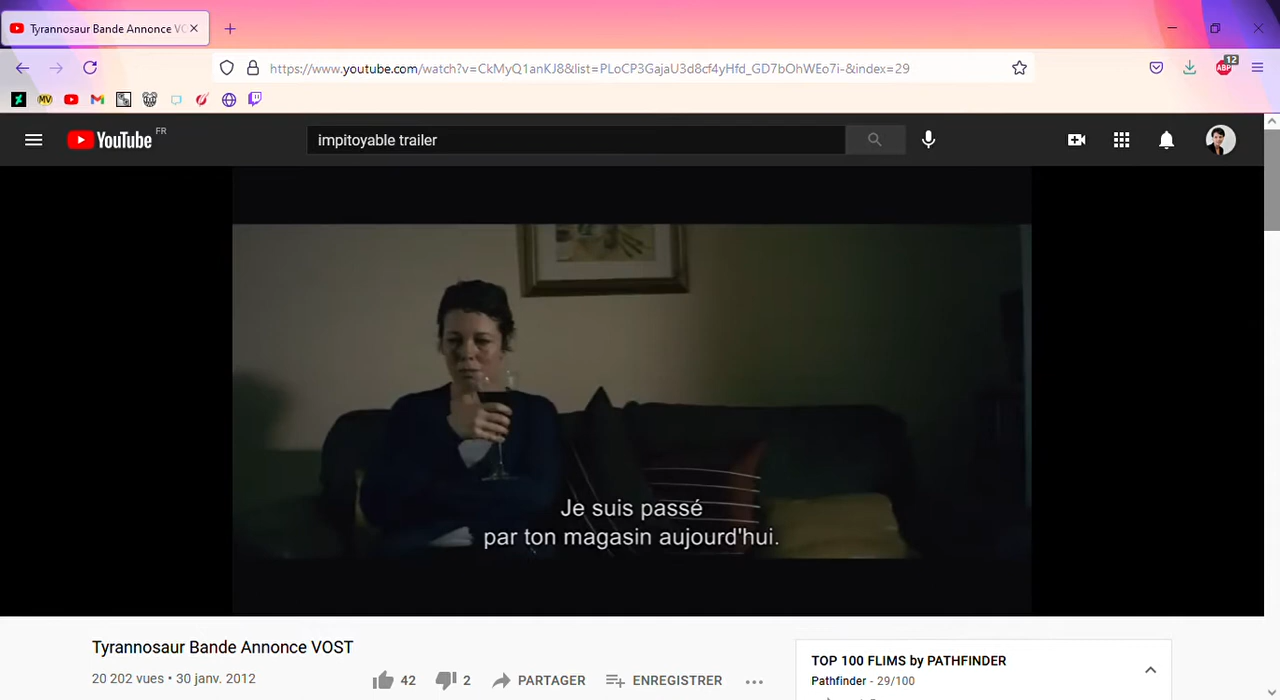 Tyrannosaur Bande Annonce VO
https://www.youtube.com/watch?v=CkMyQ1anKJ8&list=PLoCP3GajaU3d8cf4yHfd_GD7bOhWEo7i-&index=29
ABP
12
MV
YouTube FR
impitoyable trailer
Je suis passé
par ton magasin aujourd'hui.
Tyrannosaur Bande Annonce VOST
20 202 vues • 30 janv. 2012
42
2
PARTAGER
ENREGISTRER
TOP 100 FLIMS by PATHFINDER
Pathfinder - 29/100